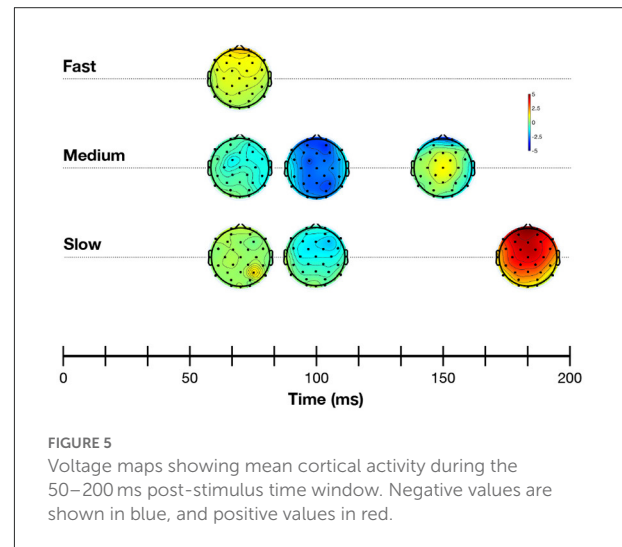 Fast
5
2.5
0
-2.5
-5
Medium
Slow
0 50 100 150 200
Time (ms)
FIGURE 5
Voltage maps showing mean cortical activity during the
50–200 ms post-stimulus time window. Negative values are
shown in blue, and positive values in red.